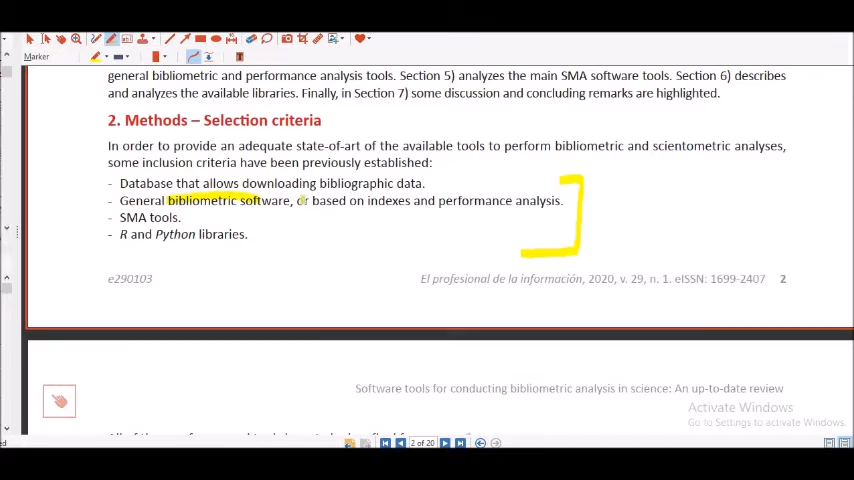 Marker
general bibliometric and performance analysis tools. Section 5) analyzes the main SMA software tools. Section 6) describes
and analyzes the available libraries. Finally, in Section 7) some discussion and concluding remarks are highlighted.
2. Methods – Selection criteria
In order to provide an adequate state-of-art of the available tools to perform bibliometric and scientometric analyses,
some inclusion criteria have been previously established:
- Database that allows downloading bibliographic data.
- General bibliometric software, or based on indexes and performance analysis.
- SMA tools.
- R and Python libraries.
e290103 El profesional de la información, 2020, v. 29, n. 1. eISSN: 1699-2407 2
Software tools for conducting bibliometric analysis in science: An up-to-date review
Activate Windows
Go to Settings to activate Windows.
2 of 20